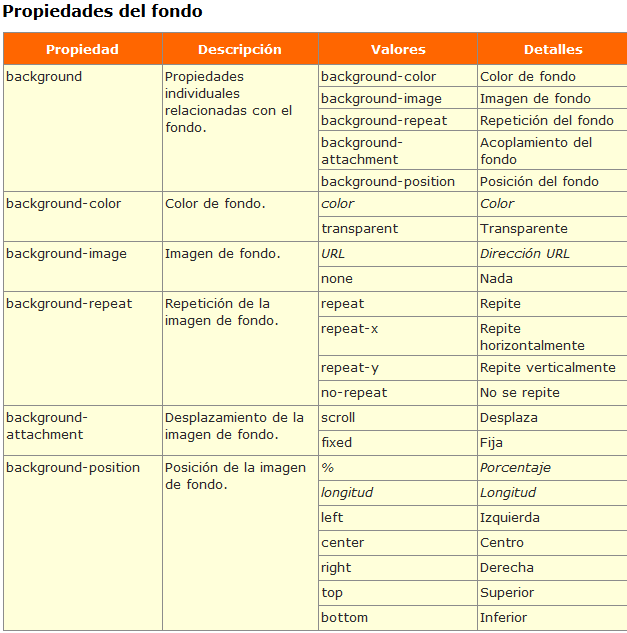 Propiedades del fondo
Propiedad Descripción Valores Detalles
background Propiedades background-color Color de fondo
individuales background-image Imagen de fondo
relacionadas con el background-repeat Repetición del fondo
fondo. background- Acoplamiento del
attachment fondo
background-position Posición del fondo
background-color Color de fondo. color Color
transparent Transparente
background-image Imagen de fondo. URL Dirección URL
none Nada
background-repeat Repetición de la repeat Repite
imagen de fondo. repeat-x Repite
horizontalmente
repeat-y Repite verticalmente
no-repeat No se repite
background- Desplazamiento de la scroll Desplaza
attachment imagen de fondo. fixed Fija
background-position Posición de la imagen % Porcentaje
de fondo. longitud Longitud
left Izquierda
center Centro
right Derecha
top Superior
bottom Inferior